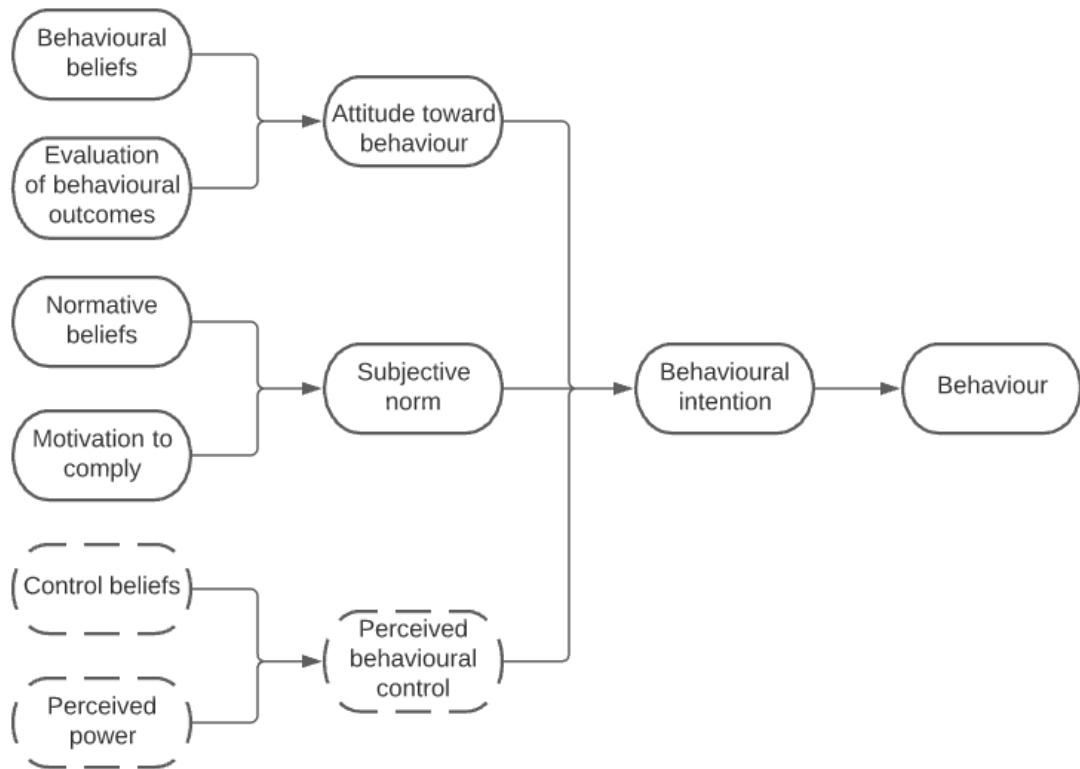 Behavioural
beliefs
Evaluation
of behavioural
outcomes
Attitude toward
behaviour
Normative
beliefs
Motivation to
comply
Subjective
norm
Behavioural
intention
Behaviour
Control beliefs
Perceived
power
Perceived
behavioural
control